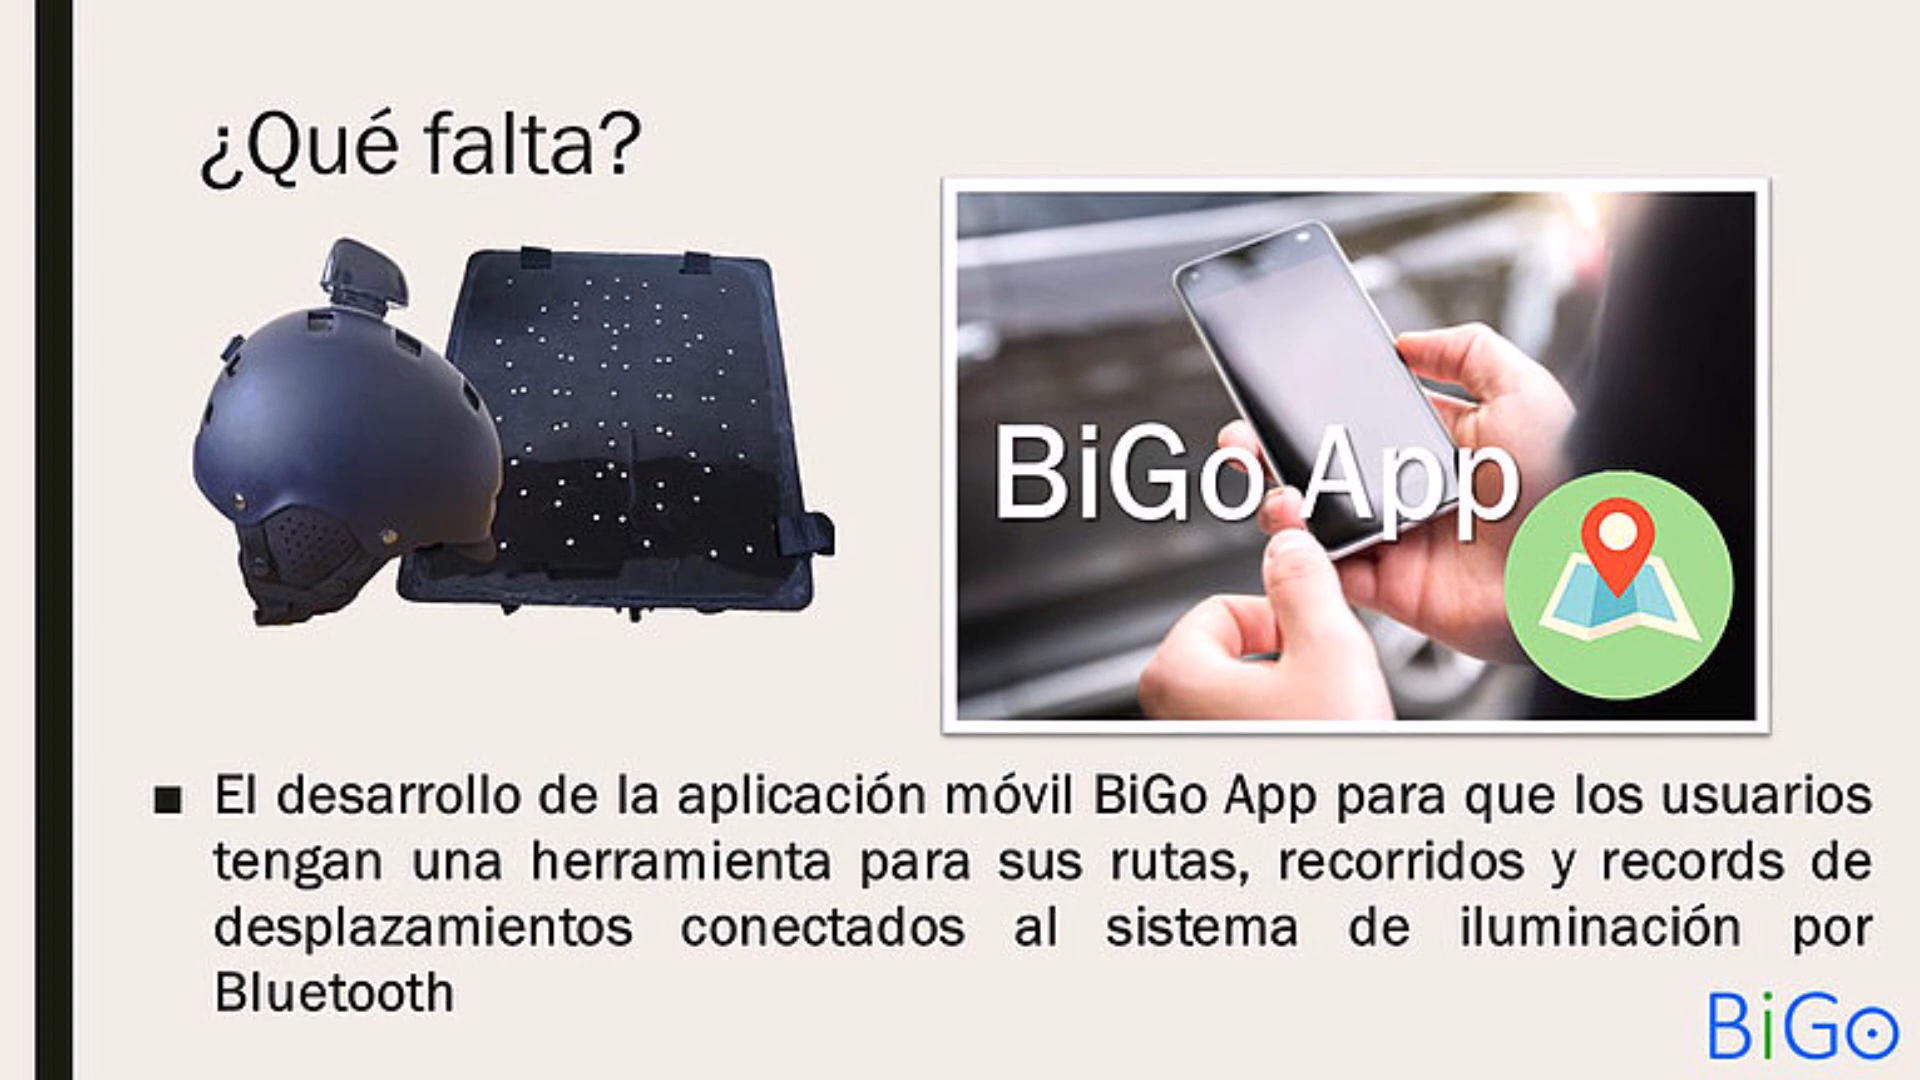 ¿Qué falta?
BiGo App
■ El desarrollo de la aplicación móvil BiGo App para que los usuarios
tengan una herramienta para sus rutas, recorridos y records de
desplazamientos conectados al sistema de iluminación por
Bluetooth
BiGo